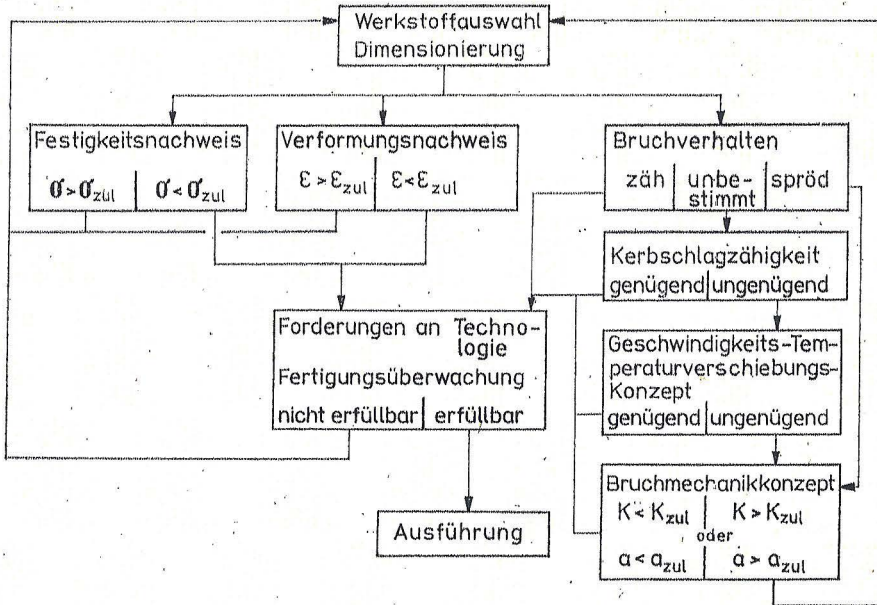 Werkstoffauswahl
Dimensionierung
Festigkeitsnachweis
σ > σzul | σ < σzul
Verformungsnachweis
ε > εzul | ε < εzul
Bruchverhalten
zäh | unbe- | spröd
stimmt
Kerbschlagzähigkeit
genügend | ungenügend
Forderungen an Techno-
logie
Fertigungsüberwachung
nicht erfüllbar | erfüllbar
Geschwindigkeits-Tem-
peraturverschiebungs-
Konzept
genügend | ungenügend
Bruchmechanikkonzept
K < Kzul | K > Kzul
oder
a < azul | a > azul
Ausführung